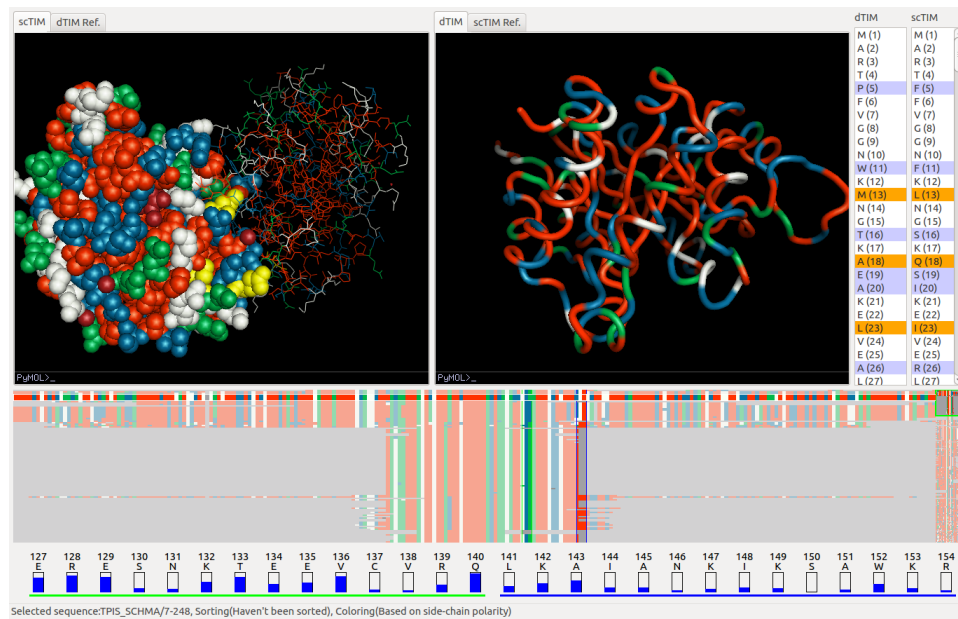 scTIM dTIM Ref. dTIM scTIM Ref. dTIM scTIM
M (1) M (1)
A (2) A (2)
R (3) R (3)
T (4) T (4)
P (5) F (5)
F (6) F (6)
V (7) V (7)
G (8) G (8)
G (9) G (9)
N (10) N (10)
W (11) F (11)
K (12) K (12)
M (13) L (13)
N (14) N (14)
G (15) G (15)
T (16) S (16)
K (17) K (17)
A (18) Q (18)
E (19) S (19)
A (20) I (20)
K (21) K (21)
E (22) E (22)
L (23) I (23)
V (24) V (24)
E (25) E (25)
A (26) R (26)
L (27) L (27)
PyMOL>_ PyMOL>_
127 128 129 130 131 132 133 134 135 136 137 138 139 140 141 142 143 144 145 146 147 148 149 150 151 152 153 154
E R E S N K T E E V C V R Q L K A I A N K I K S A W K R
Selected sequence:TPIS_SCHMA/7-248, Sorting(Haven't been sorted), Coloring(Based on side-chain polarity)